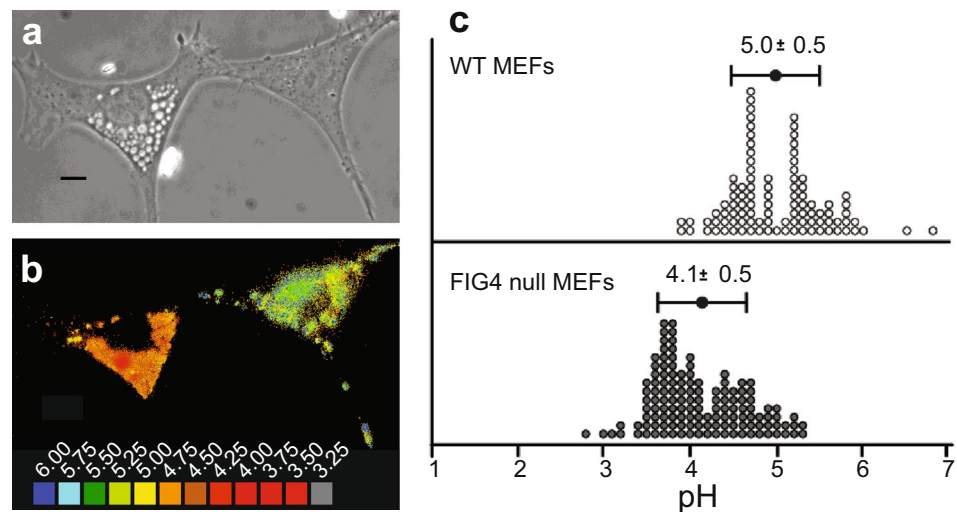 a
b
6.00 5.75 5.50 5.25 5.00 4.75 4.50 4.25 4.00 3.75 3.50 3.25
c
WT MEFs
5.0 ± 0.5
FIG4 null MEFs
4.1 ± 0.5
1 2 3 4 5 6 7
pH